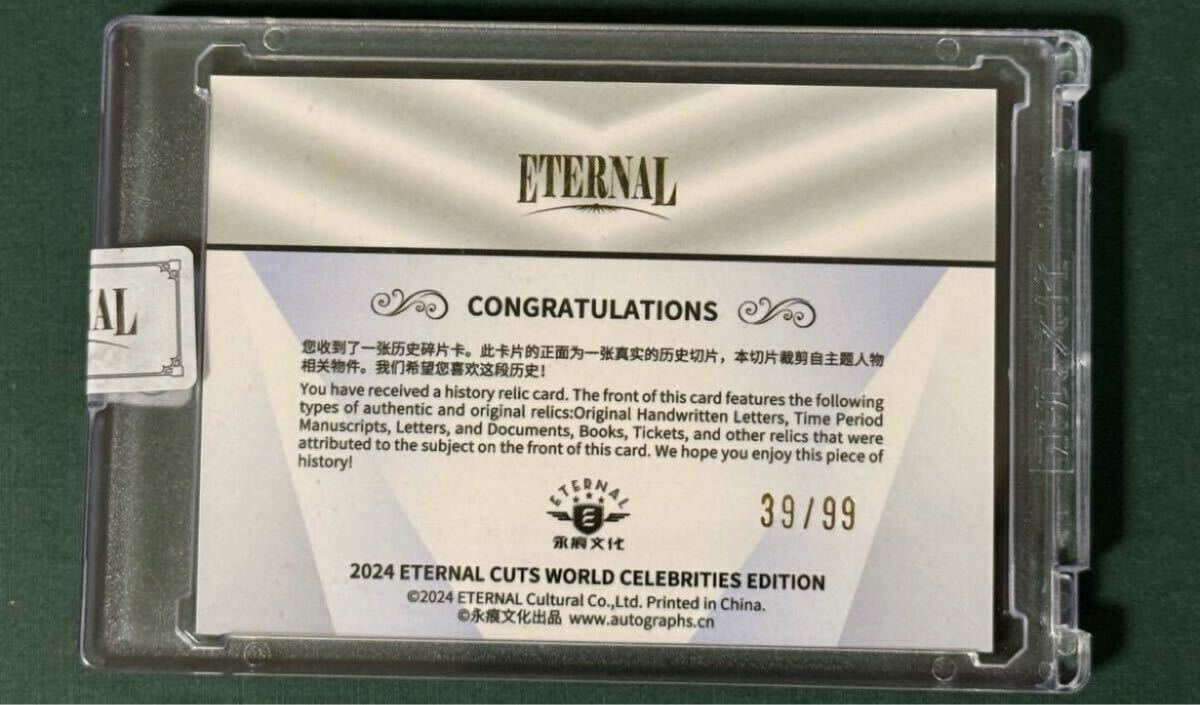 ETERNAL
NAL
CONGRATULATIONS
您收到了一张历史碎片卡。此卡片的正面为一张真实的历史切片，本切片裁剪自主题人物
相关物件。我们希望您喜欢这段历史！
You have received a history relic card. The front of this card features the following
types of authentic and original relics:Original Handwritten Letters, Time Period
Manuscripts, Letters, and Documents, Books, Tickets, and other relics that were
attributed to the subject on the front of this card. We hope you enjoy this piece of
history!
ETERNAL
永痕文化
39/99
2024 ETERNAL CUTS WORLD CELEBRITIES EDITION
©2024 ETERNAL Cultural Co.,Ltd. Printed in China.
©永痕文化出品 www.autographs.cn